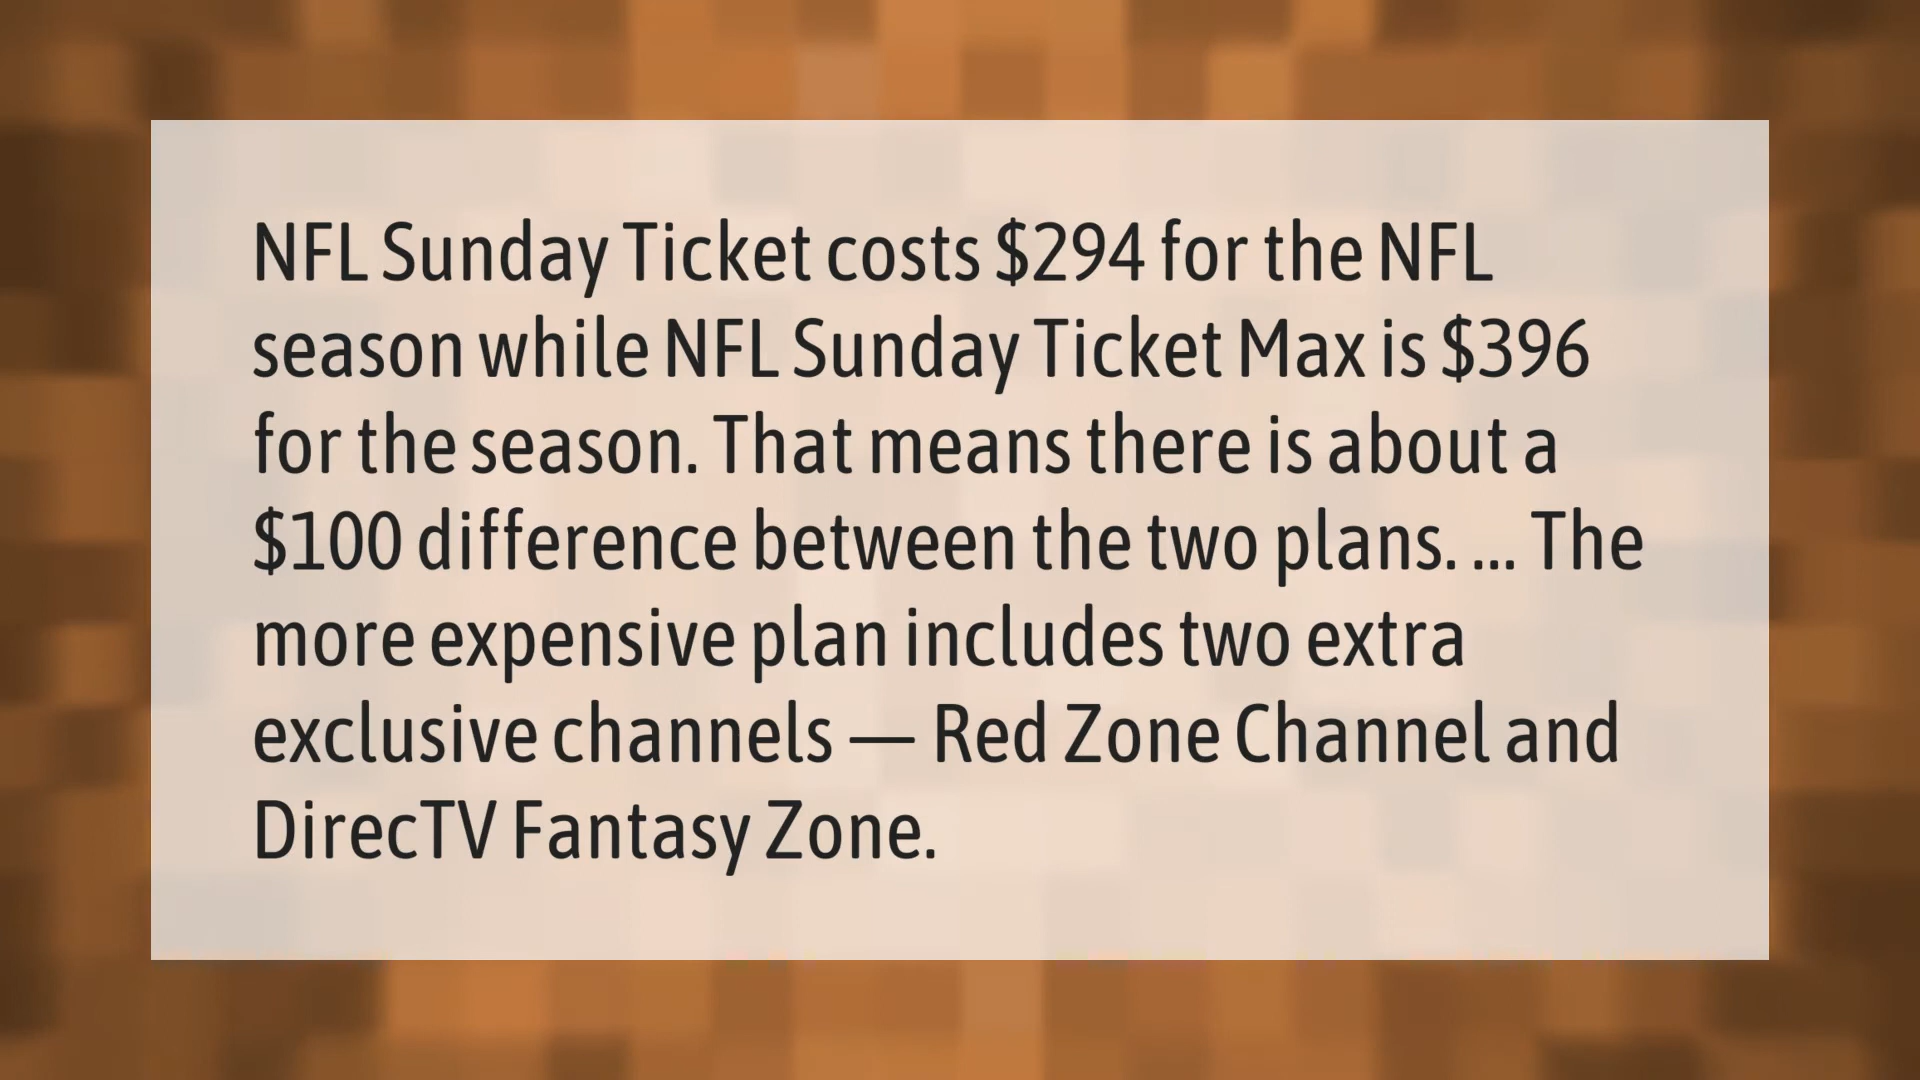 NFL Sunday Ticket costs $294 for the NFL
season while NFL Sunday Ticket Max is $396
for the season. That means there is about a
$100 difference between the two plans. ... The
more expensive plan includes two extra
exclusive channels — Red Zone Channel and
DirecTV Fantasy Zone.